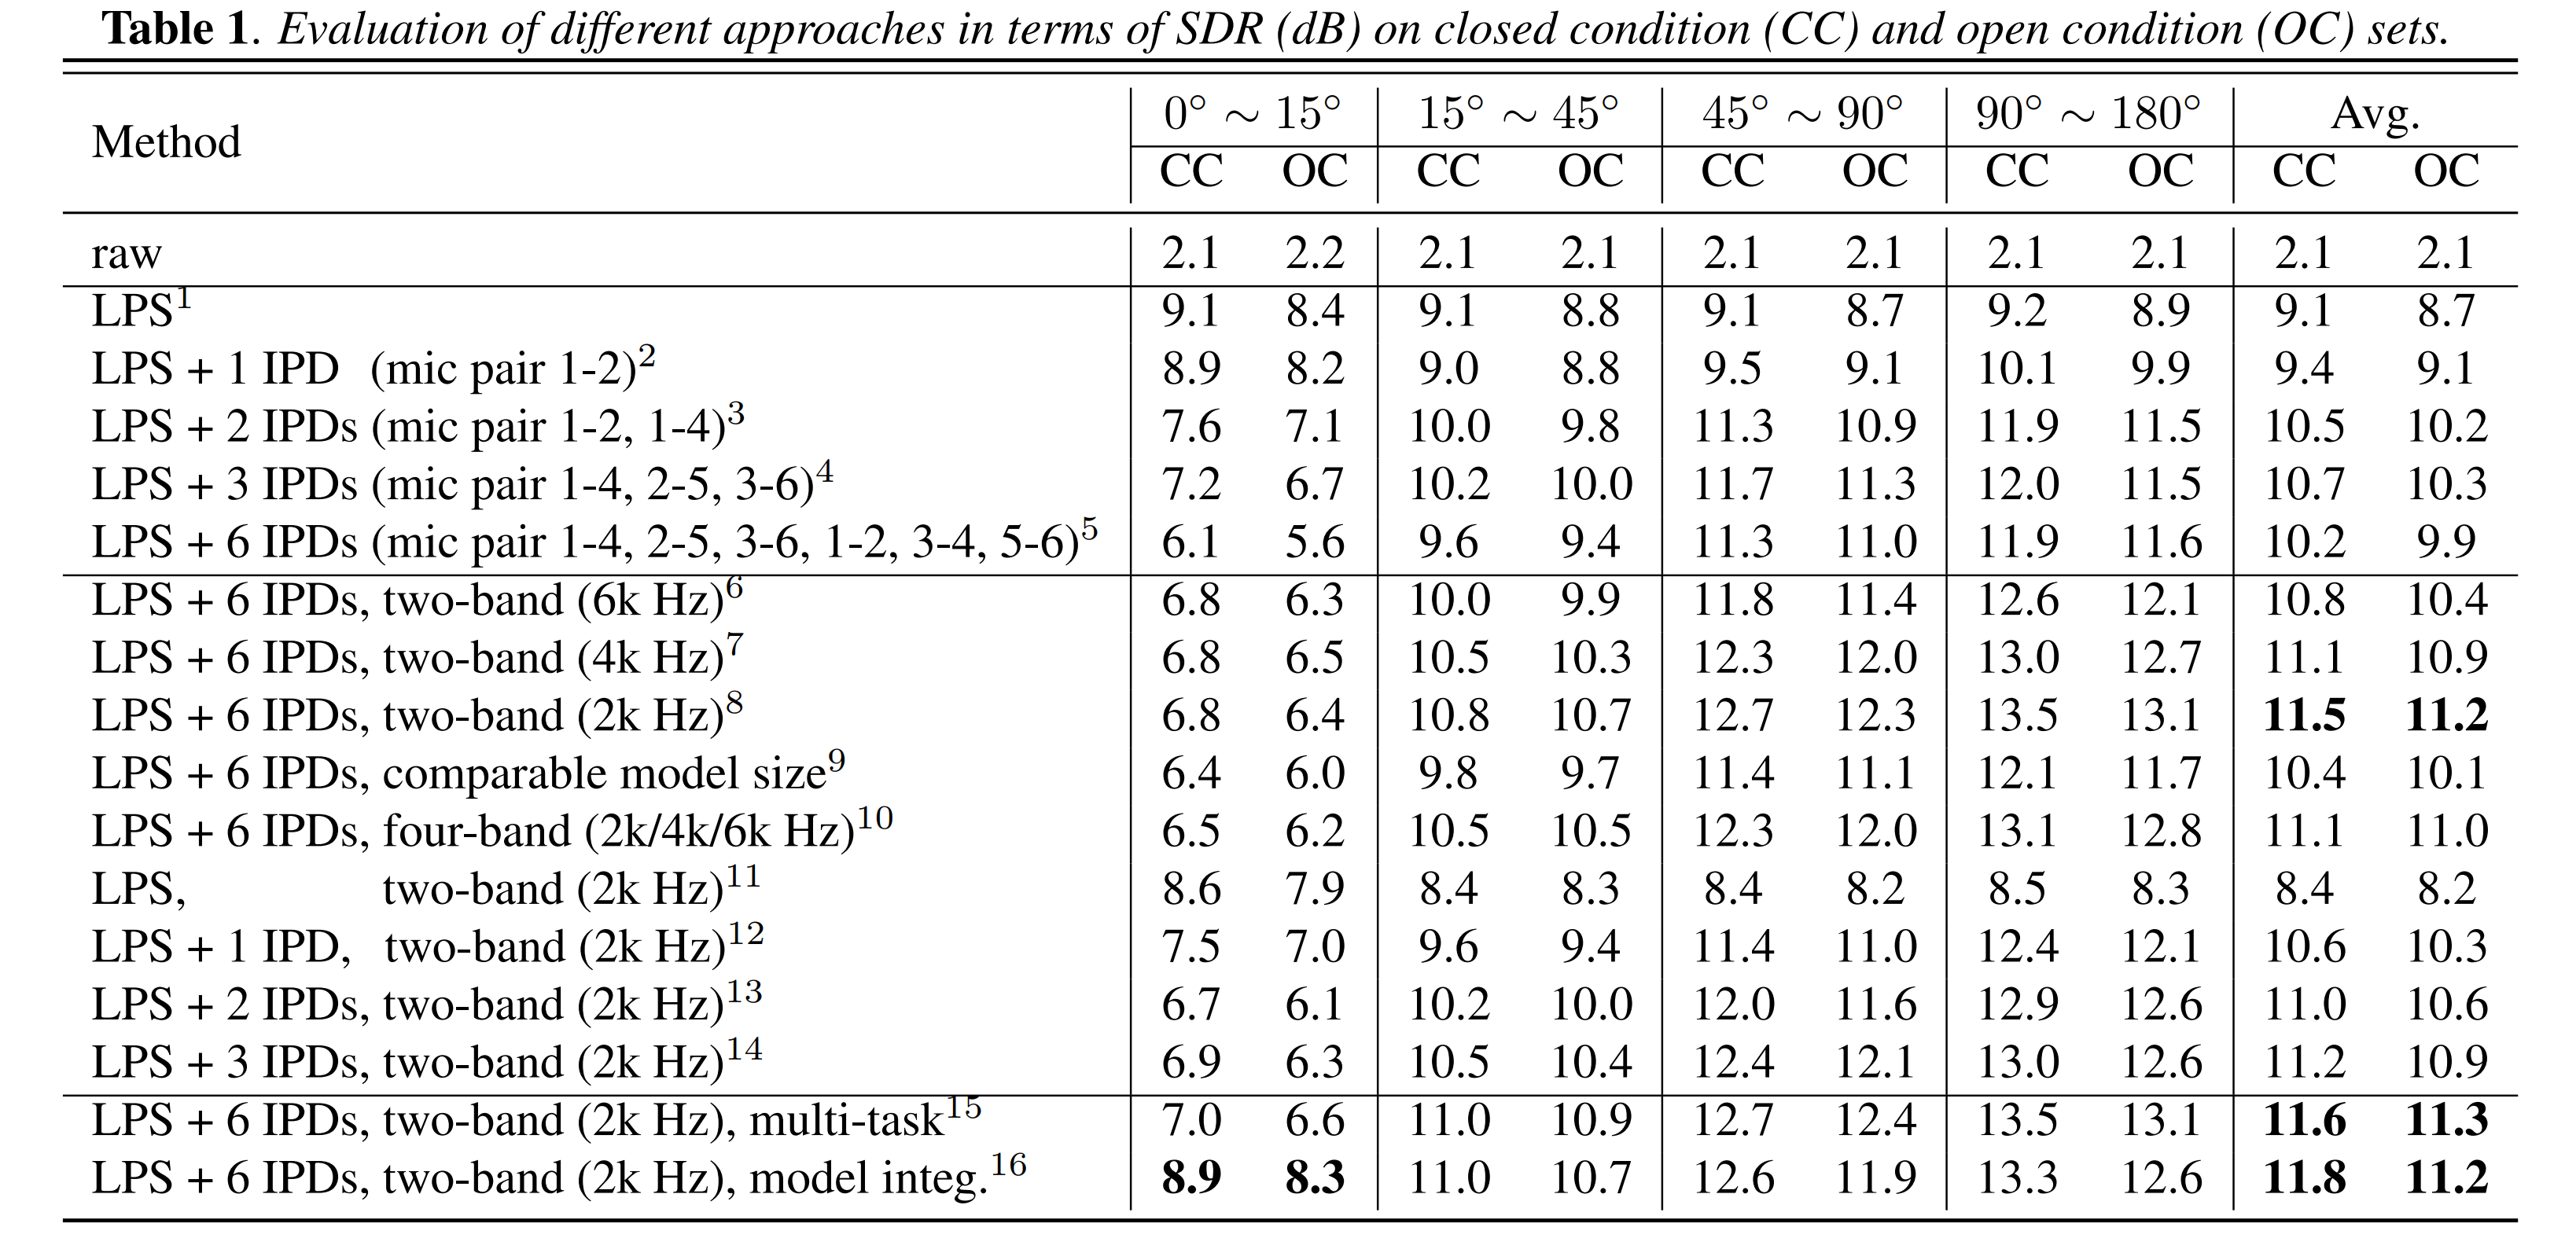 Table 1. Evaluation of different approaches in terms of SDR (dB) on closed condition (CC) and open condition (OC) sets.
Method 0° ∼ 15° 15° ∼ 45° 45° ∼ 90° 90° ∼ 180° Avg.
CC OC CC OC CC OC CC OC CC OC
raw 2.1 2.2 2.1 2.1 2.1 2.1 2.1 2.1 2.1 2.1
LPS¹ 9.1 8.4 9.1 8.8 9.1 8.7 9.2 8.9 9.1 8.7
LPS + 1 IPD (mic pair 1-2)² 8.9 8.2 9.0 8.8 9.5 9.1 10.1 9.9 9.4 9.1
LPS + 2 IPDs (mic pair 1-2, 1-4)³ 7.6 7.1 10.0 9.8 11.3 10.9 11.9 11.5 10.5 10.2
LPS + 3 IPDs (mic pair 1-4, 2-5, 3-6)⁴ 7.2 6.7 10.2 10.0 11.7 11.3 12.0 11.5 10.7 10.3
LPS + 6 IPDs (mic pair 1-4, 2-5, 3-6, 1-2, 3-4, 5-6)⁵ 6.1 5.6 9.6 9.4 11.3 11.0 11.9 11.6 10.2 9.9
LPS + 6 IPDs, two-band (6k Hz)⁶ 6.8 6.3 10.0 9.9 11.8 11.4 12.6 12.1 10.8 10.4
LPS + 6 IPDs, two-band (4k Hz)⁷ 6.8 6.5 10.5 10.3 12.3 12.0 13.0 12.7 11.1 10.9
LPS + 6 IPDs, two-band (2k Hz)⁸ 6.8 6.4 10.8 10.7 12.7 12.3 13.5 13.1 11.5 11.2
LPS + 6 IPDs, comparable model size⁹ 6.4 6.0 9.8 9.7 11.4 11.1 12.1 11.7 10.4 10.1
LPS + 6 IPDs, four-band (2k/4k/6k Hz)¹⁰ 6.5 6.2 10.5 10.5 12.3 12.0 13.1 12.8 11.1 11.0
LPS, two-band (2k Hz)¹¹ 8.6 7.9 8.4 8.3 8.4 8.2 8.5 8.3 8.4 8.2
LPS + 1 IPD, two-band (2k Hz)¹² 7.5 7.0 9.6 9.4 11.4 11.0 12.4 12.1 10.6 10.3
LPS + 2 IPDs, two-band (2k Hz)¹³ 6.7 6.1 10.2 10.0 12.0 11.6 12.9 12.6 11.0 10.6
LPS + 3 IPDs, two-band (2k Hz)¹⁴ 6.9 6.3 10.5 10.4 12.4 12.1 13.0 12.6 11.2 10.9
LPS + 6 IPDs, two-band (2k Hz), multi-task¹⁵ 7.0 6.6 11.0 10.9 12.7 12.4 13.5 13.1 11.6 11.3
LPS + 6 IPDs, two-band (2k Hz), model integ.¹⁶ 8.9 8.3 11.0 10.7 12.6 11.9 13.3 12.6 11.8 11.2